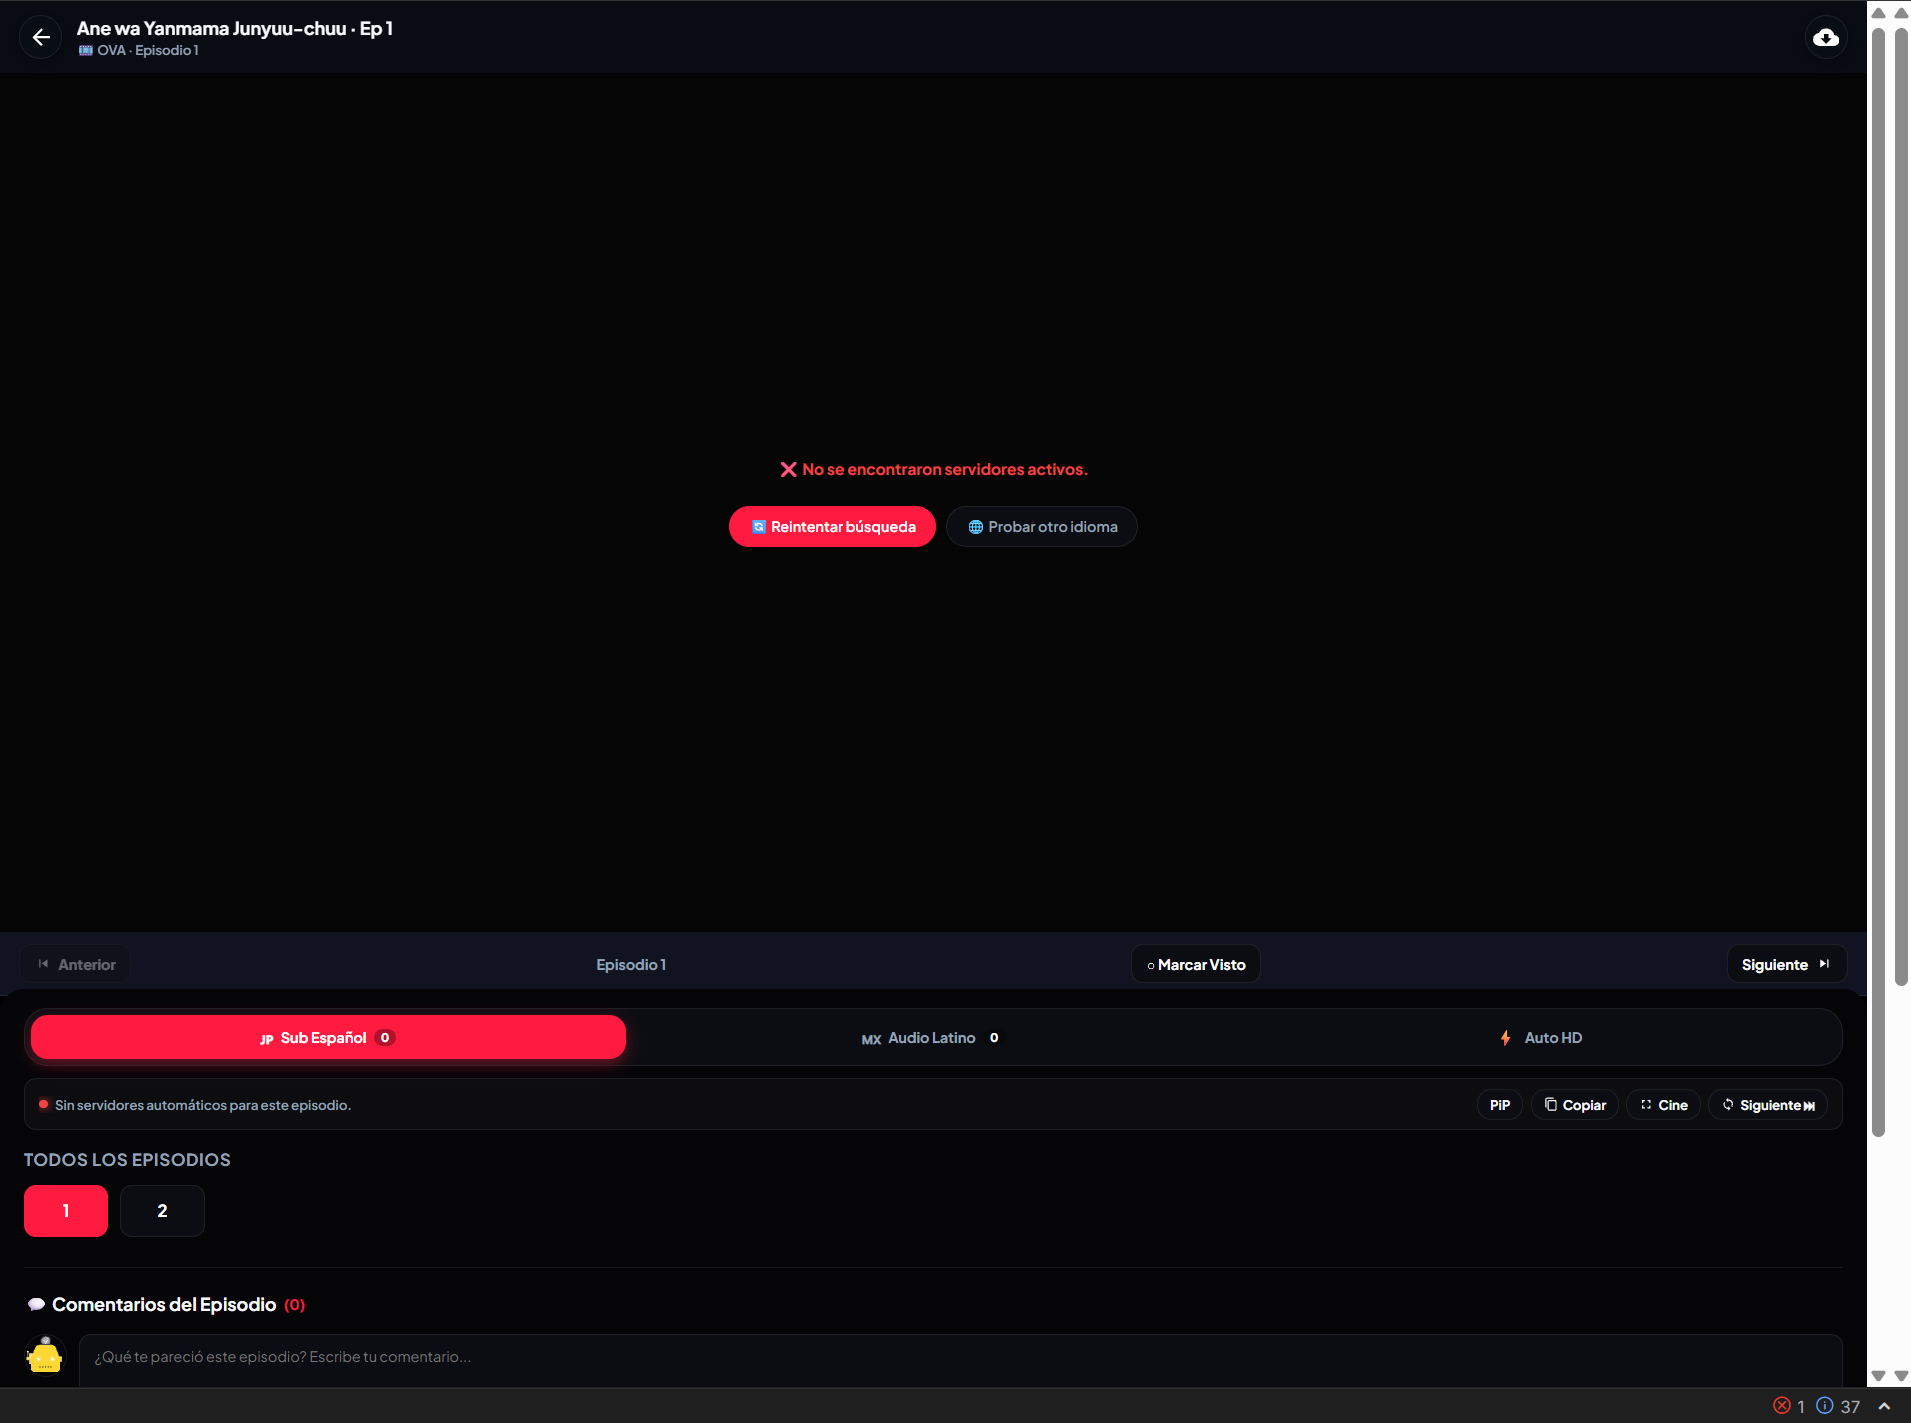 Ane wa Yanmama Junyuu-chuu · Ep 1
OVA · Episodio 1
No se encontraron servidores activos.
Reintentar búsqueda
Probar otro idioma
Anterior
Episodio 1
○ Marcar Visto
Siguiente
JP Sub Español 0
MX Audio Latino 0
Auto HD
Sin servidores automáticos para este episodio.
PiP
Copiar
Cine
Siguiente
TODOS LOS EPISODIOS
1
2
Comentarios del Episodio (0)
¿Qué te pareció este episodio? Escribe tu comentario...
1
37